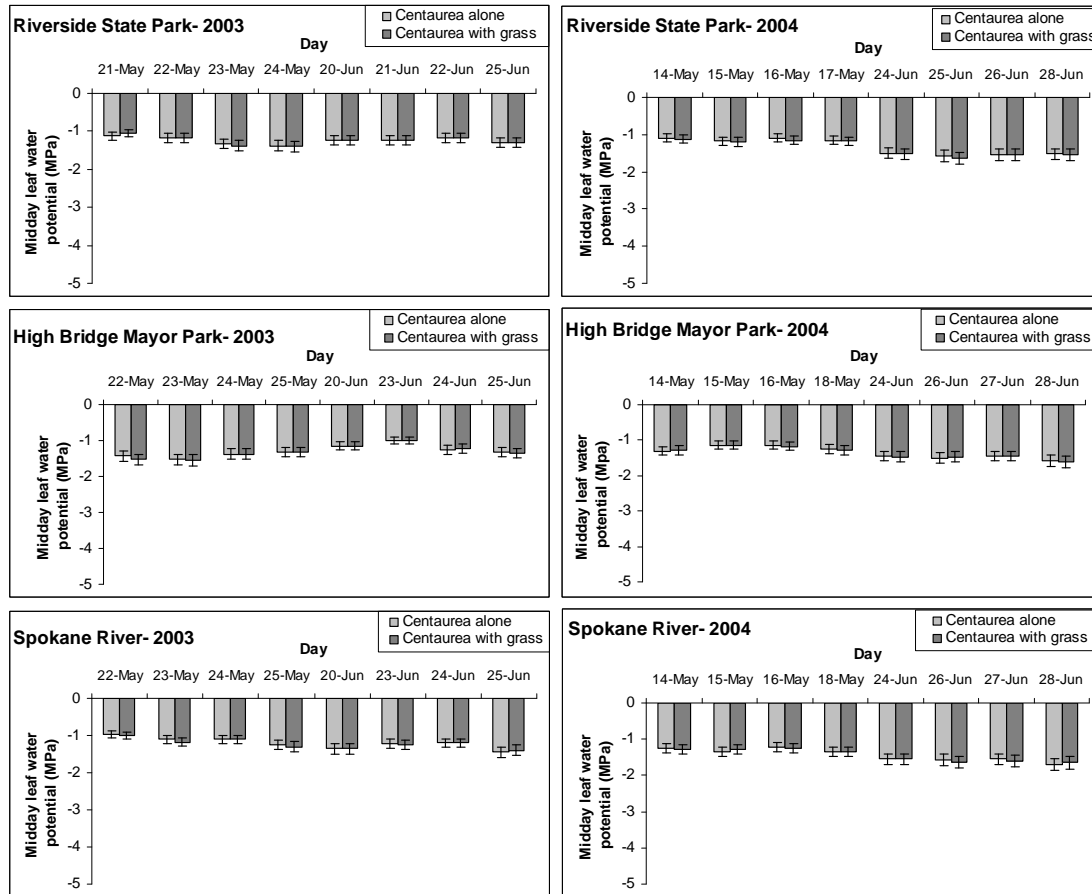 Riverside State Park- 2003
Centaurea alone
Centaurea with grass
Day
21-May 22-May 23-May 24-May 20-Jun 21-Jun 22-Jun 25-Jun
0
-1
-2
-3
-4
-5
Midday leaf water
potential (MPa)
Riverside State Park- 2004
Centaurea alone
Centaurea with grass
Day
14-May 15-May 16-May 17-May 24-Jun 25-Jun 26-Jun 28-Jun
0
-1
-2
-3
-4
-5
Midday leaf water
potential (MPa)
High Bridge Mayor Park- 2003
Centaurea alone
Centaurea with grass
Day
22-May 23-May 24-May 25-May 20-Jun 23-Jun 24-Jun 25-Jun
0
-1
-2
-3
-4
-5
Midday leaf water
potential (MPa)
High Bridge Mayor Park- 2004
Centaurea alone
Centaurea with grass
Day
14-May 15-May 16-May 18-May 24-Jun 26-Jun 27-Jun 28-Jun
0
-1
-2
-3
-4
-5
Midday leaf water
potential (Mpa)
Spokane River- 2003
Centaurea alone
Centaurea with grass
Day
22-May 23-May 24-May 25-May 20-Jun 23-Jun 24-Jun 25-Jun
0
-1
-2
-3
-4
-5
Midday leaf water
potential (MPa)
Spokane River- 2004
Centaurea alone
Centaurea with grass
Day
14-May 15-May 16-May 18-May 24-Jun 26-Jun 27-Jun 28-Jun
0
-1
-2
-3
-4
-5
Midday leaf water
potential (MPa)